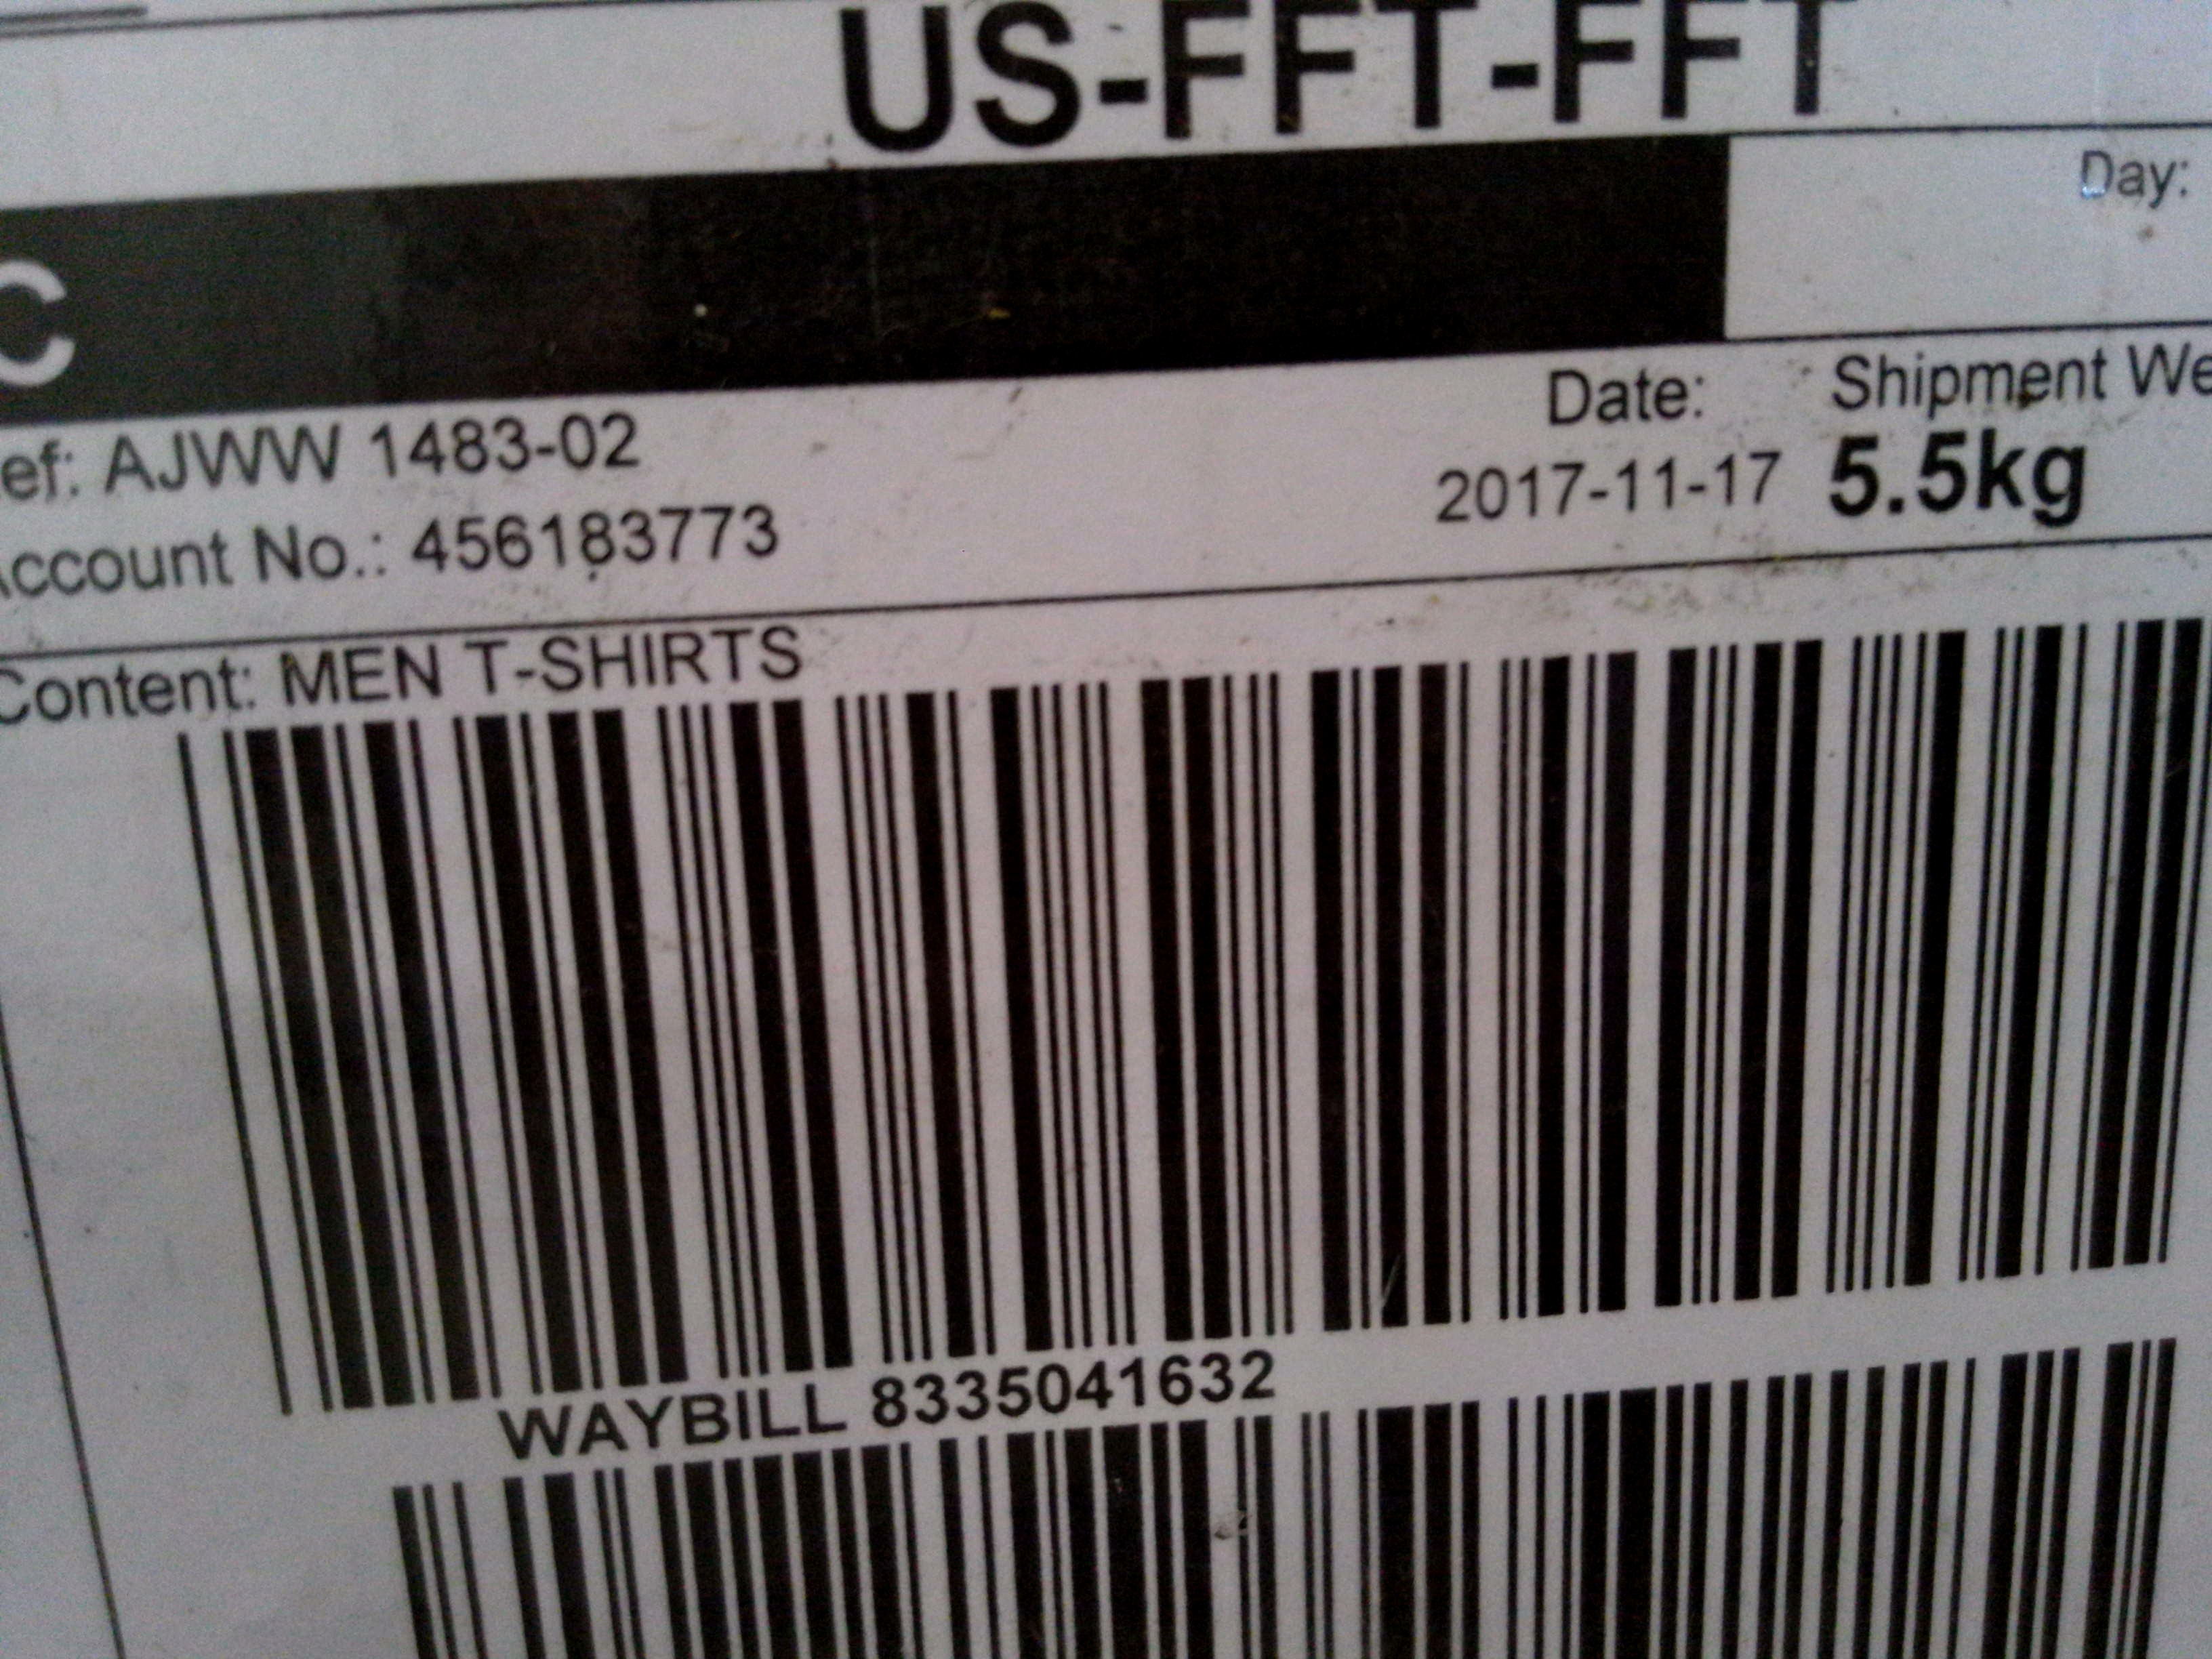 US-FFT-FFT
Day:
C
ef: AJWW 1483-02
Date:
Shipment We
Account No.: 456183773
2017-11-17
5.5kg
Content: MEN T-SHIRTS
WAYBILL 8335041632